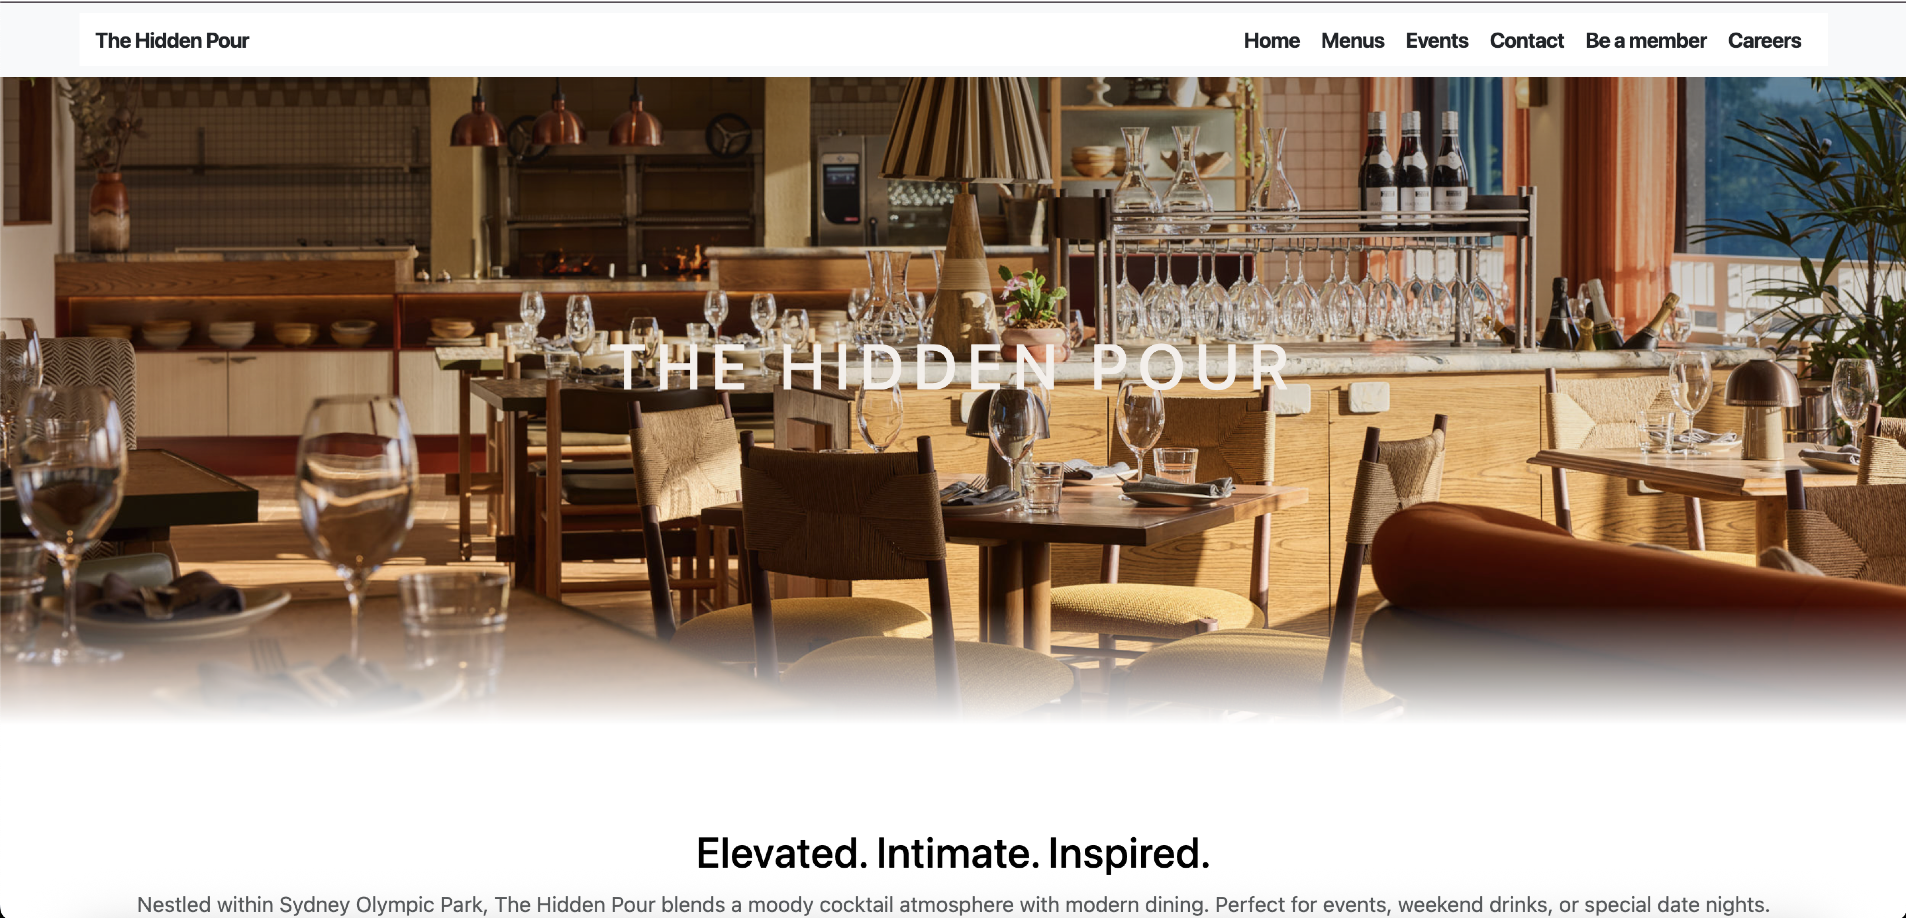 The Hidden Pour
Home Menus Events Contact Be a member Careers
THE HIDDEN POUR
Elevated. Intimate. Inspired.
Nestled within Sydney Olympic Park, The Hidden Pour blends a moody cocktail atmosphere with modern dining. Perfect for events, weekend drinks, or special date nights.